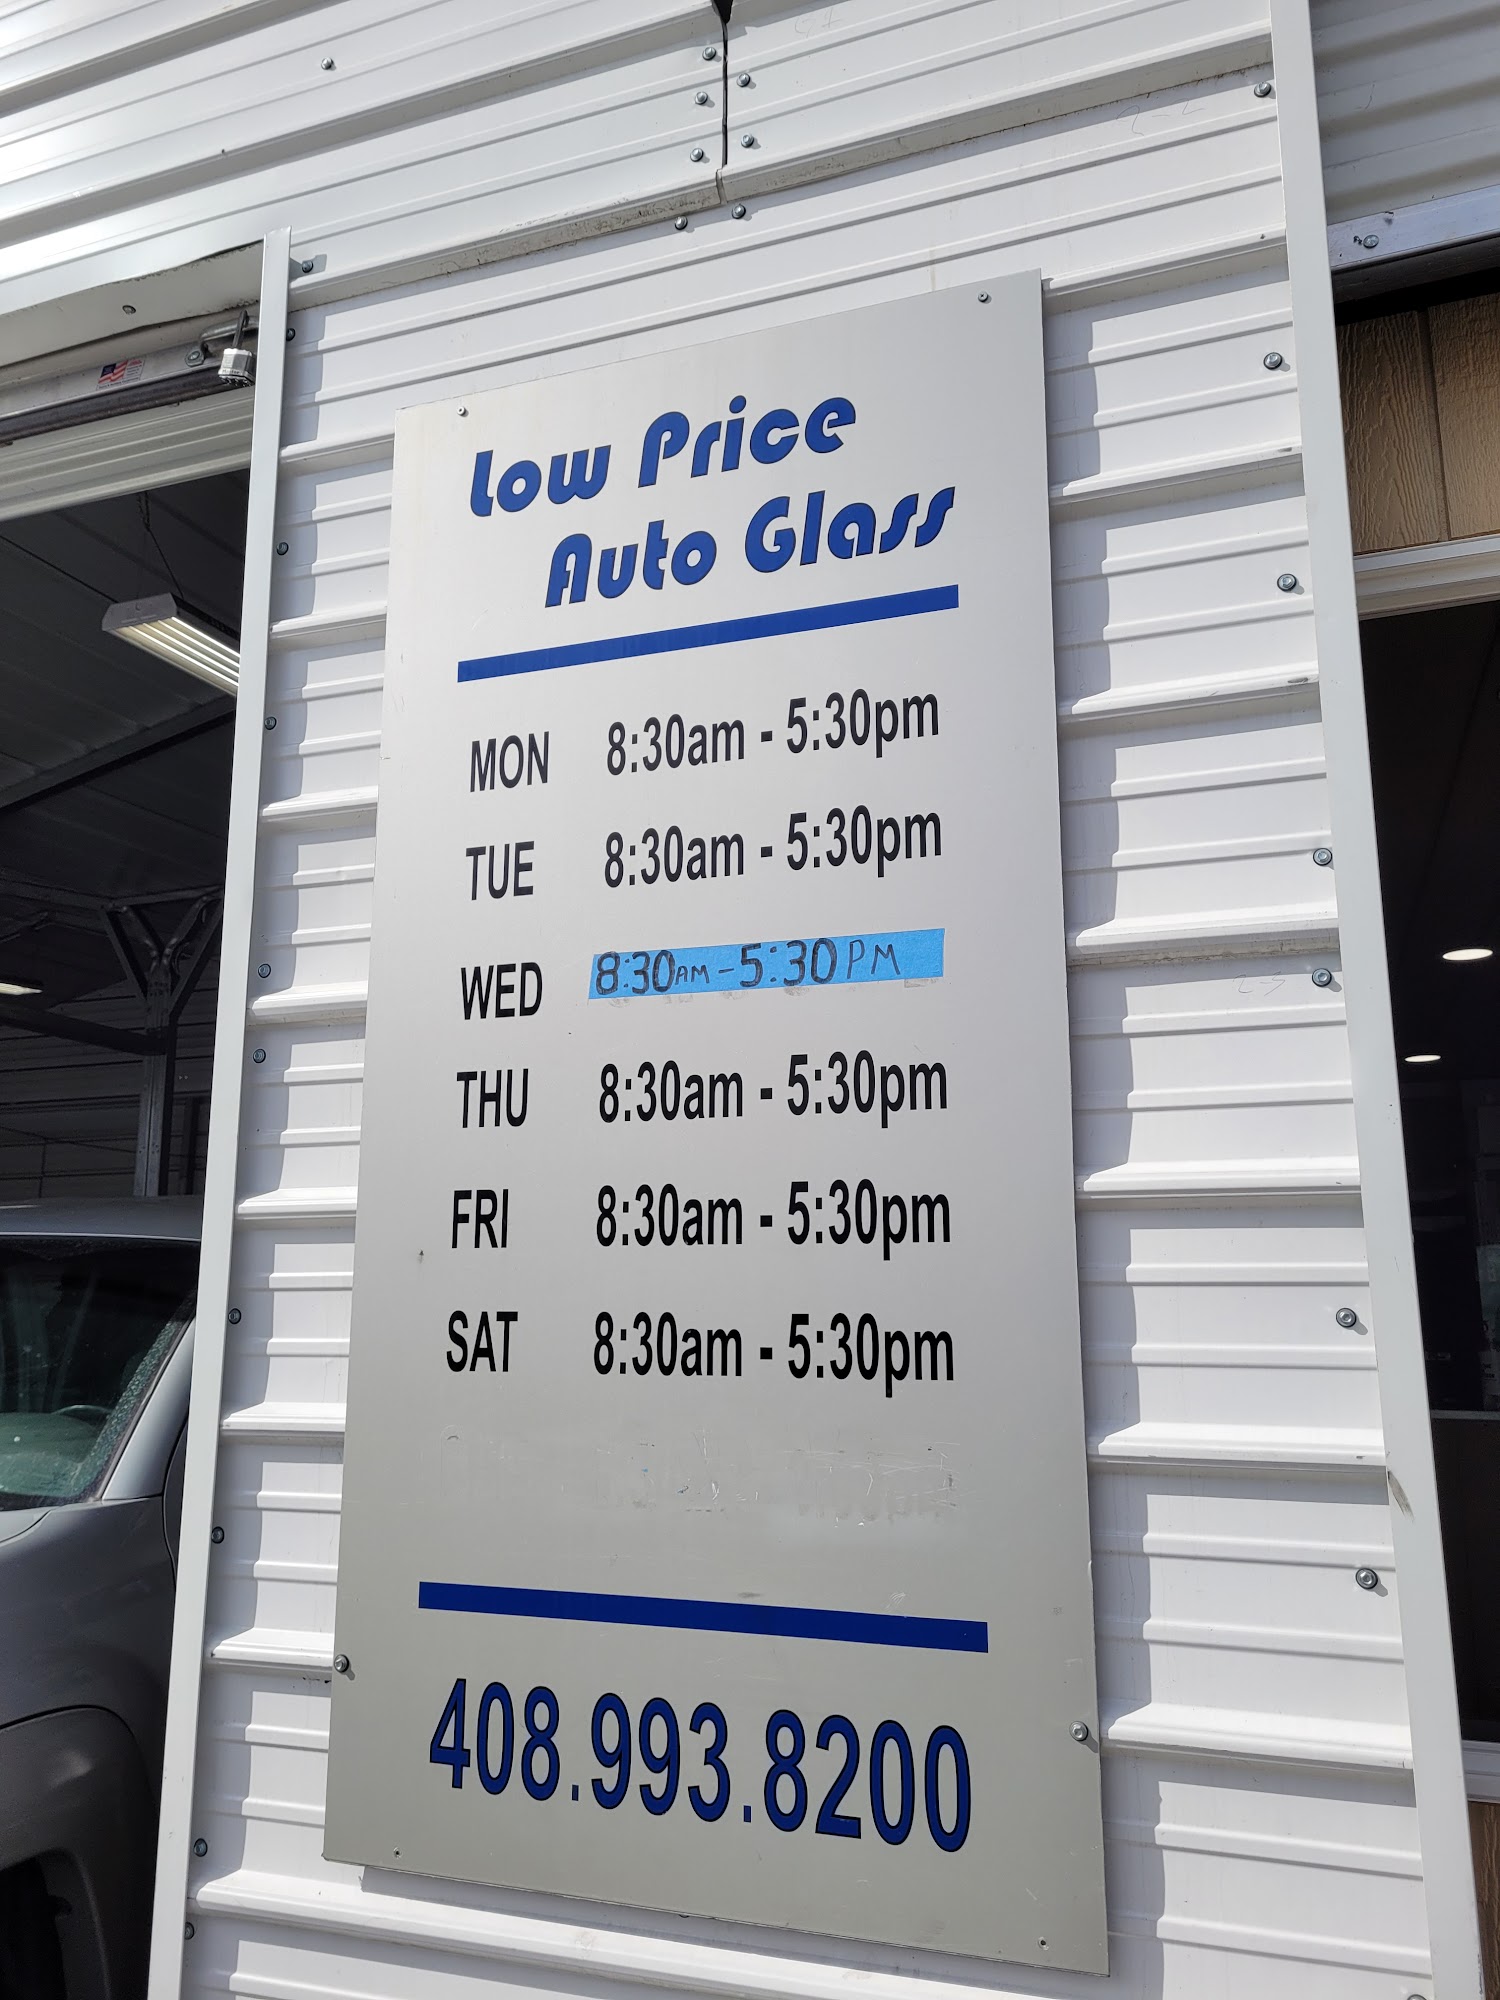 Low Price
Auto Glass
MON 8:30am - 5:30pm
TUE 8:30am - 5:30pm
WED 8:30AM - 5:30PM
THU 8:30am - 5:30pm
FRI 8:30am - 5:30pm
SAT 8:30am - 5:30pm
408.993.8200